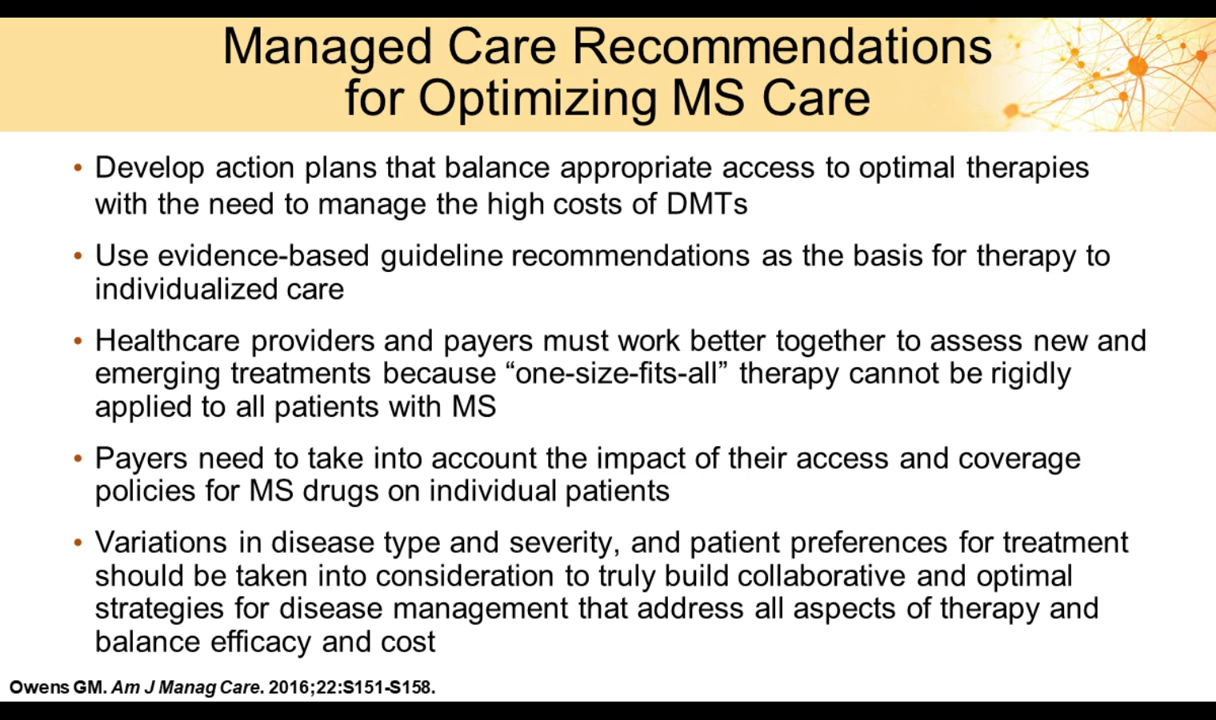 Managed Care Recommendations
for Optimizing MS Care
• Develop action plans that balance appropriate access to optimal therapies
with the need to manage the high costs of DMTs
• Use evidence-based guideline recommendations as the basis for therapy to
individualized care
• Healthcare providers and payers must work better together to assess new and
emerging treatments because “one-size-fits-all” therapy cannot be rigidly
applied to all patients with MS
• Payers need to take into account the impact of their access and coverage
policies for MS drugs on individual patients
• Variations in disease type and severity, and patient preferences for treatment
should be taken into consideration to truly build collaborative and optimal
strategies for disease management that address all aspects of therapy and
balance efficacy and cost
Owens GM. Am J Manag Care. 2016;22:S151-S158.